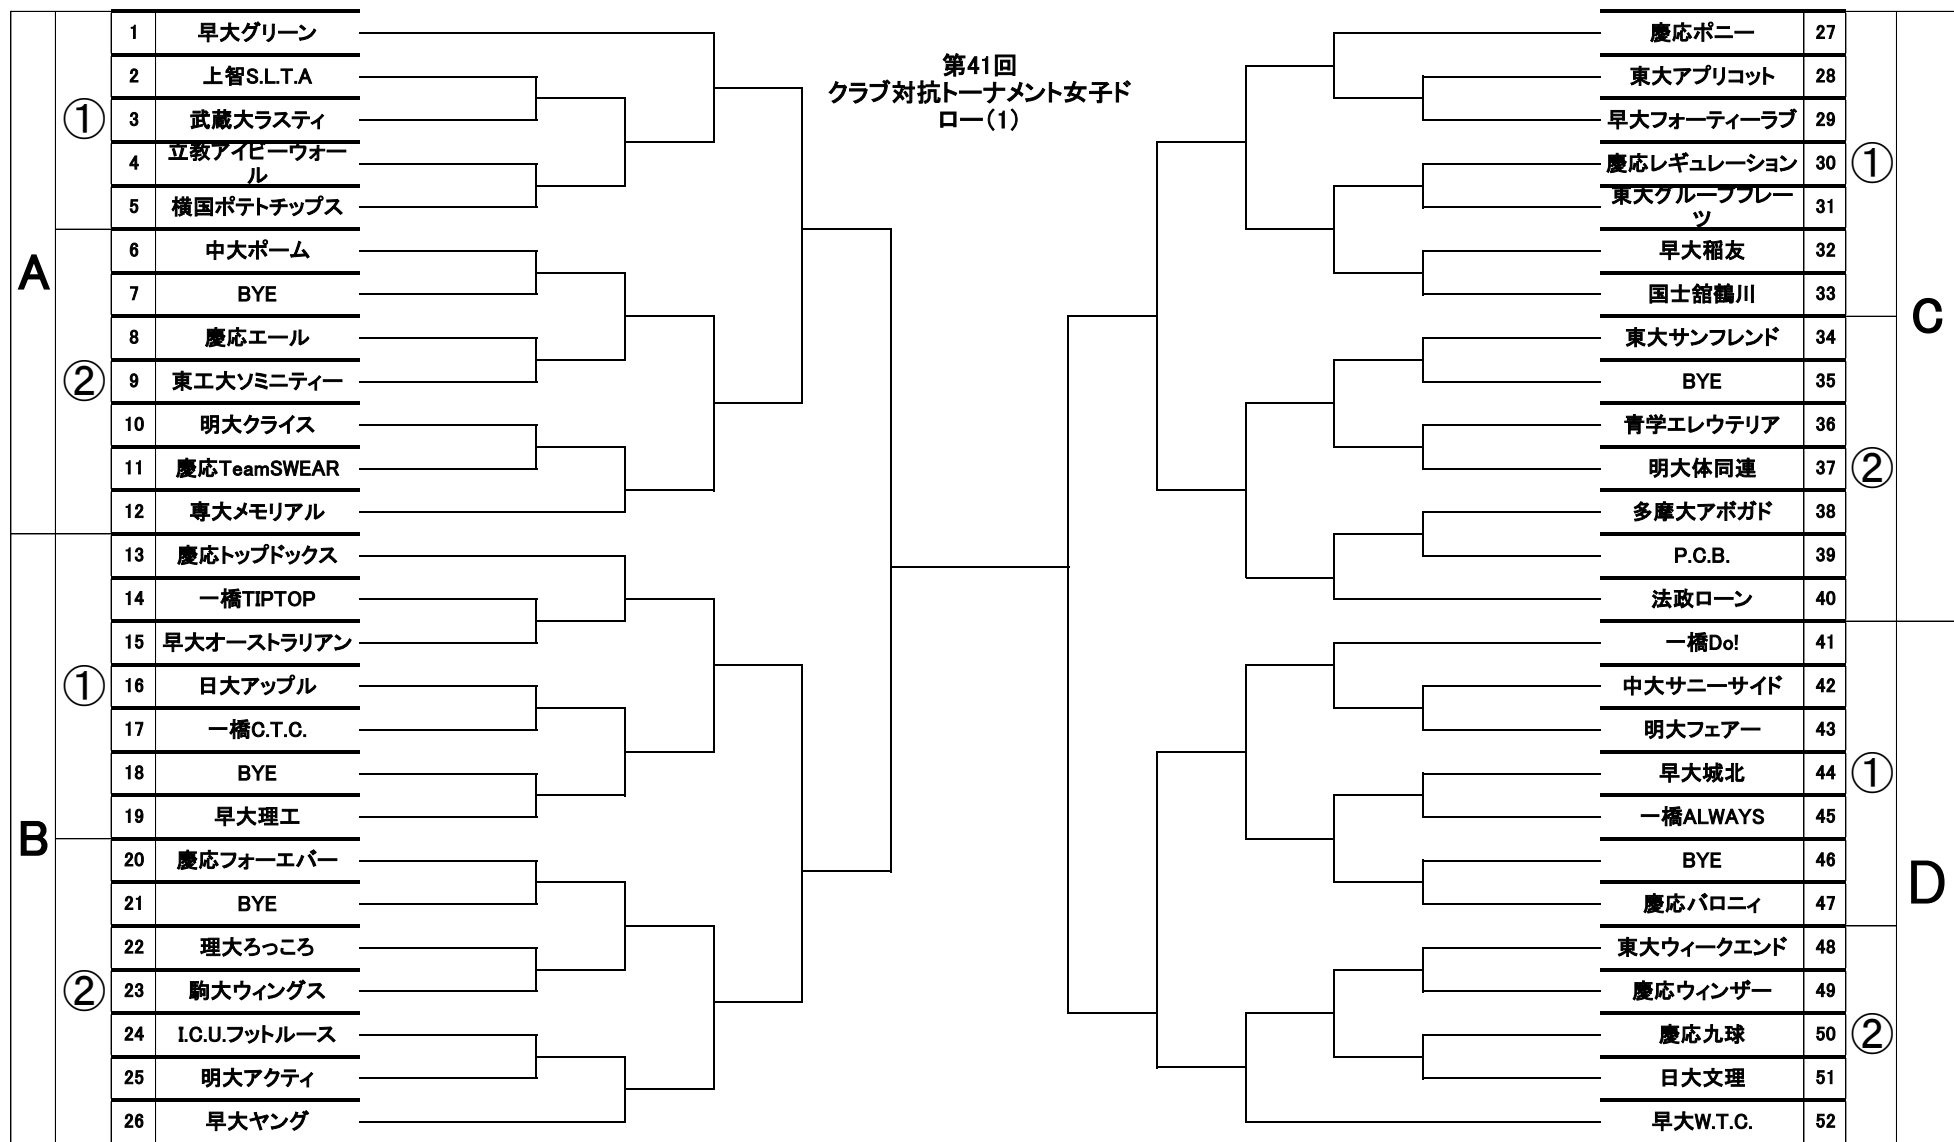 第41回
クラブ対抗トーナメント女子ド
ロー（1）
A
①
1 早大グリーン
2 上智S.L.T.A
3 武蔵大ラスティ
4 立教アイビーウォー
ル
5 横国ポテトチップス
②
6 中大ポーム
7 BYE
8 慶応エール
9 東工大ソミニティー
10 明大クライス
11 慶応TeamSWEAR
12 専大メモリアル
B
①
13 慶応トップドックス
14 一橋TIPTOP
15 早大オーストラリアン
16 日大アップル
17 一橋C.T.C.
18 BYE
19 早大理工
②
20 慶応フォーエバー
21 BYE
22 理大ろっころ
23 駒大ウィングス
24 I.C.U.フットルース
25 明大アクティ
26 早大ヤング
C
①
慶応ポニー 27
東大アプリコット 28
早大フォーティーラブ 29
慶応レギュレーション 30
東大グループフレー
ツ 31
早大稲友 32
国士舘鶴川 33
②
東大サンフレンド 34
BYE 35
青学エレウテリア 36
明大体同連 37
多摩大アボガド 38
P.C.B. 39
法政ローン 40
D
①
一橋Do! 41
中大サニーサイド 42
明大フェアー 43
早大城北 44
一橋ALWAYS 45
BYE 46
慶応バロニィ 47
②
東大ウィークエンド 48
慶応ウィンザー 49
慶応九球 50
日大文理 51
早大W.T.C. 52